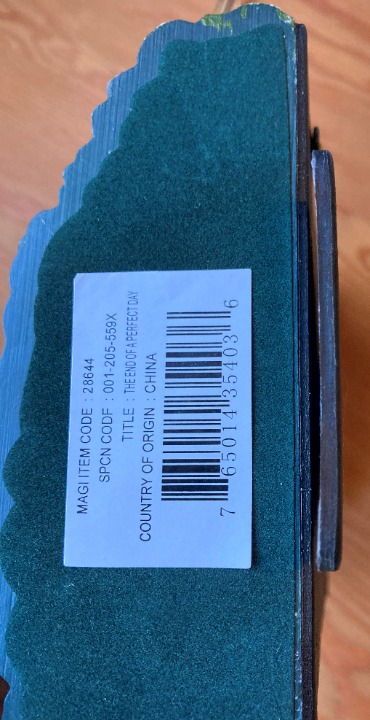 MAGI ITEM CODE : 28644
SPCN CODF : 001-205-559X
TITLE : THE END OF A PERFECT DAY
COUNTRY OF ORIGIN : CHINA
7 65014 35403 6